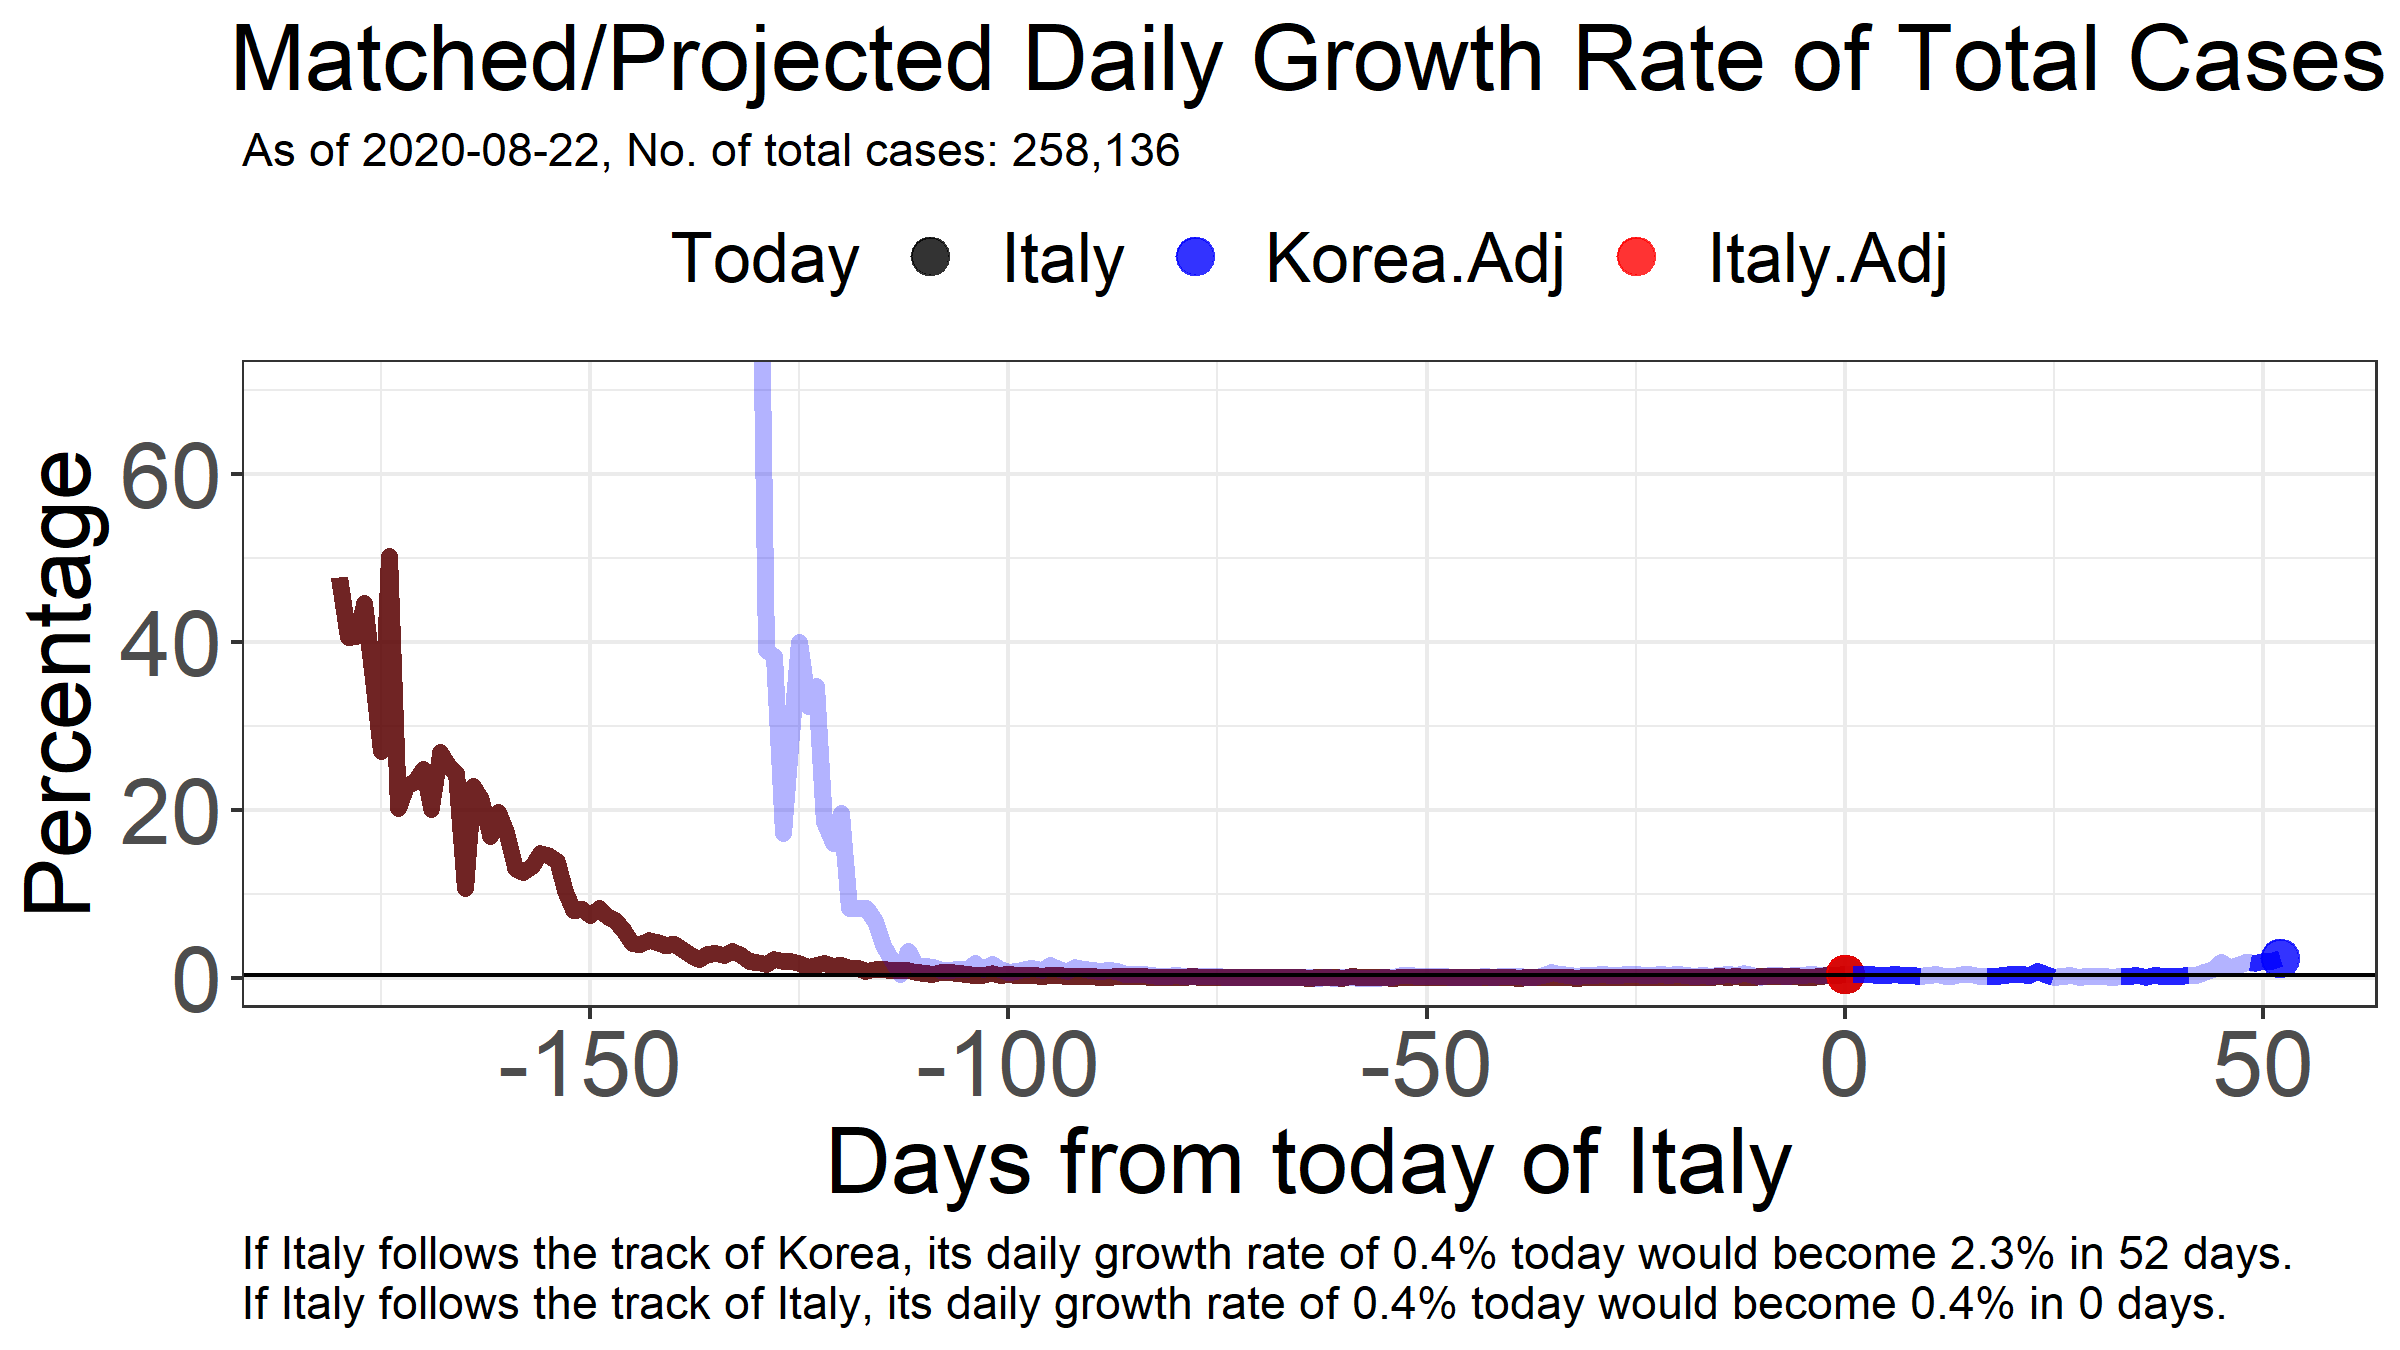 Matched/Projected Daily Growth Rate of Total Cases
As of 2020-08-22, No. of total cases: 258,136
Today Italy Korea.Adj Italy.Adj
Percentage
60
40
20
0
-150 -100 -50 0 50
Days from today of Italy
If Italy follows the track of Korea, its daily growth rate of 0.4% today would become 2.3% in 52 days.
If Italy follows the track of Italy, its daily growth rate of 0.4% today would become 0.4% in 0 days.